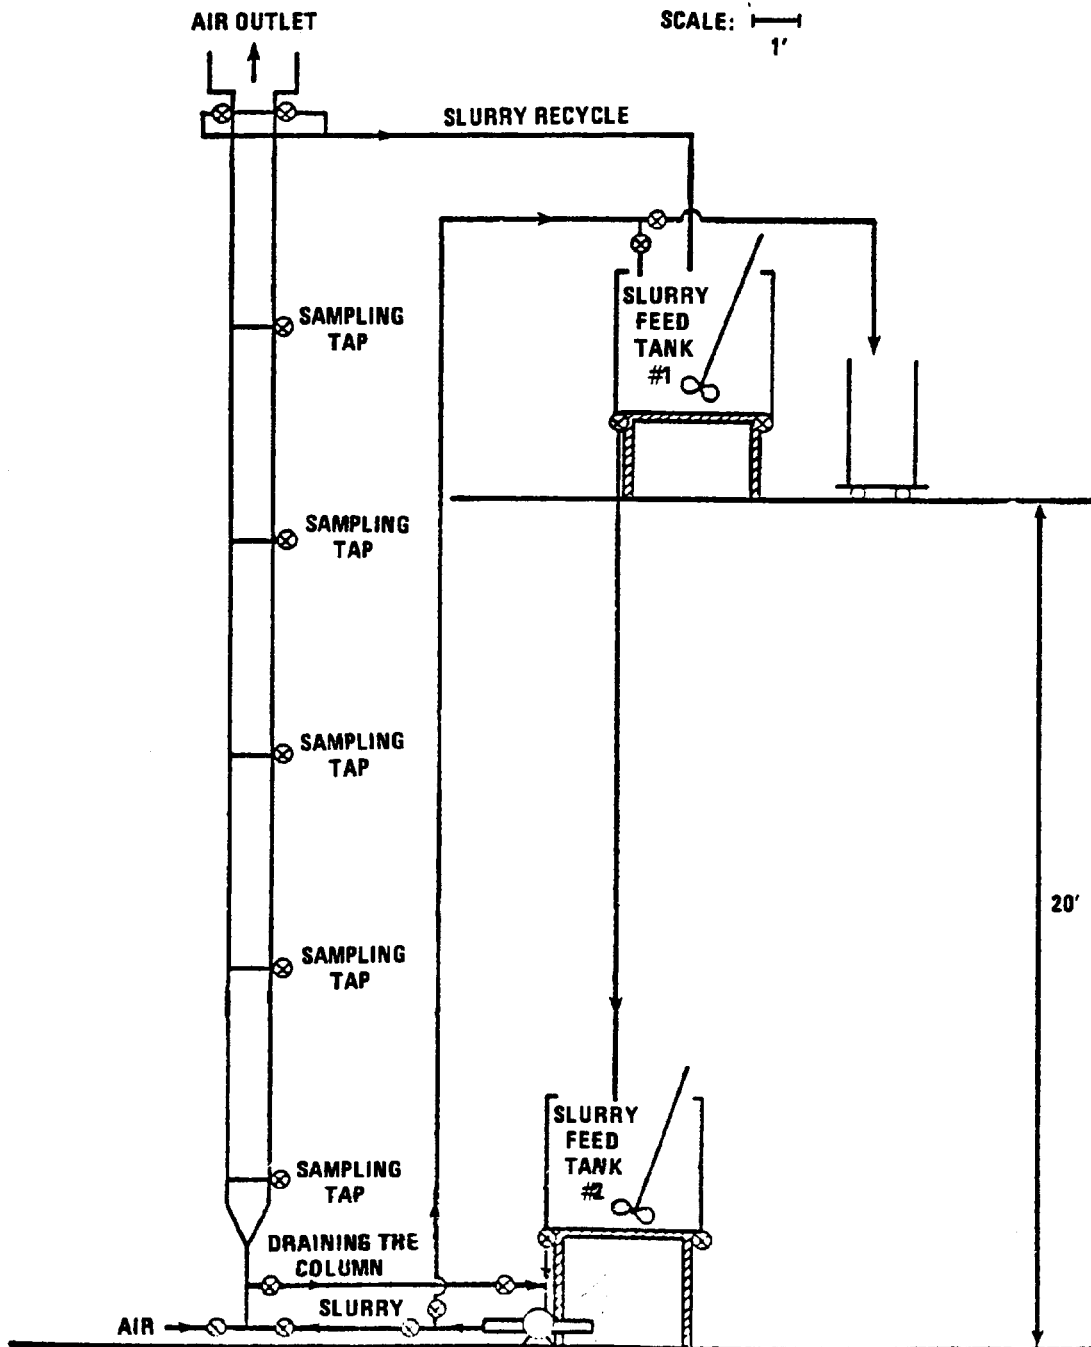 AIR OUTLET
SCALE:
1'
SLURRY RECYCLE
SLURRY
FEED
TANK
#1
SAMPLING
TAP
SAMPLING
TAP
SAMPLING
TAP
20'
SAMPLING
TAP
SLURRY
FEED
TANK
#2
SAMPLING
TAP
DRAINING THE
COLUMN
SLURRY
AIR